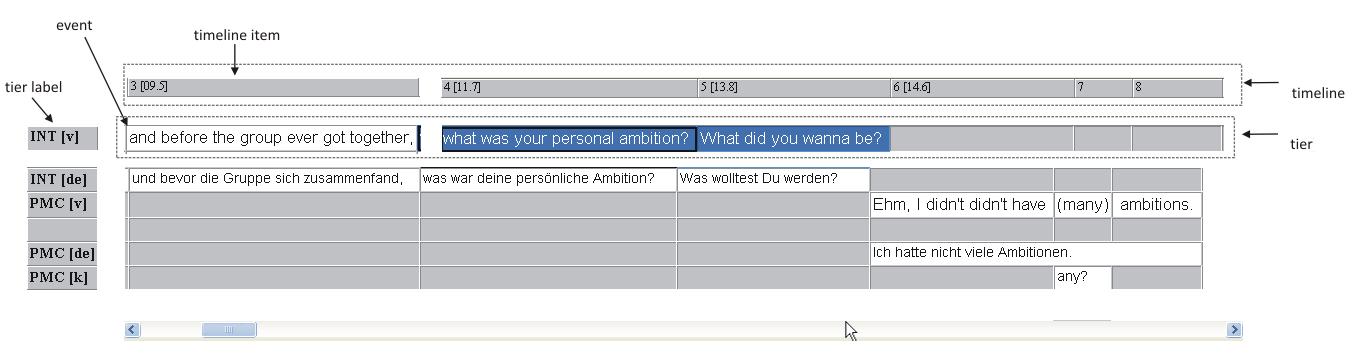 event
timeline item
tier label
3 [09.5] 4 [11.7] 5 [13.8] 6 [14.6] 7 8
timeline
INT [v] and before the group ever got together, what was your personal ambition? What did you wanna be?
tier
INT [de] und bevor die Gruppe sich zusammenfand, was war deine persönliche Ambition? Was wolltest Du werden?
PMC [v] Ehm, I didn't didn't have (many) ambitions.
PMC [de] Ich hatte nicht viele Ambitionen.
PMC [k] any?